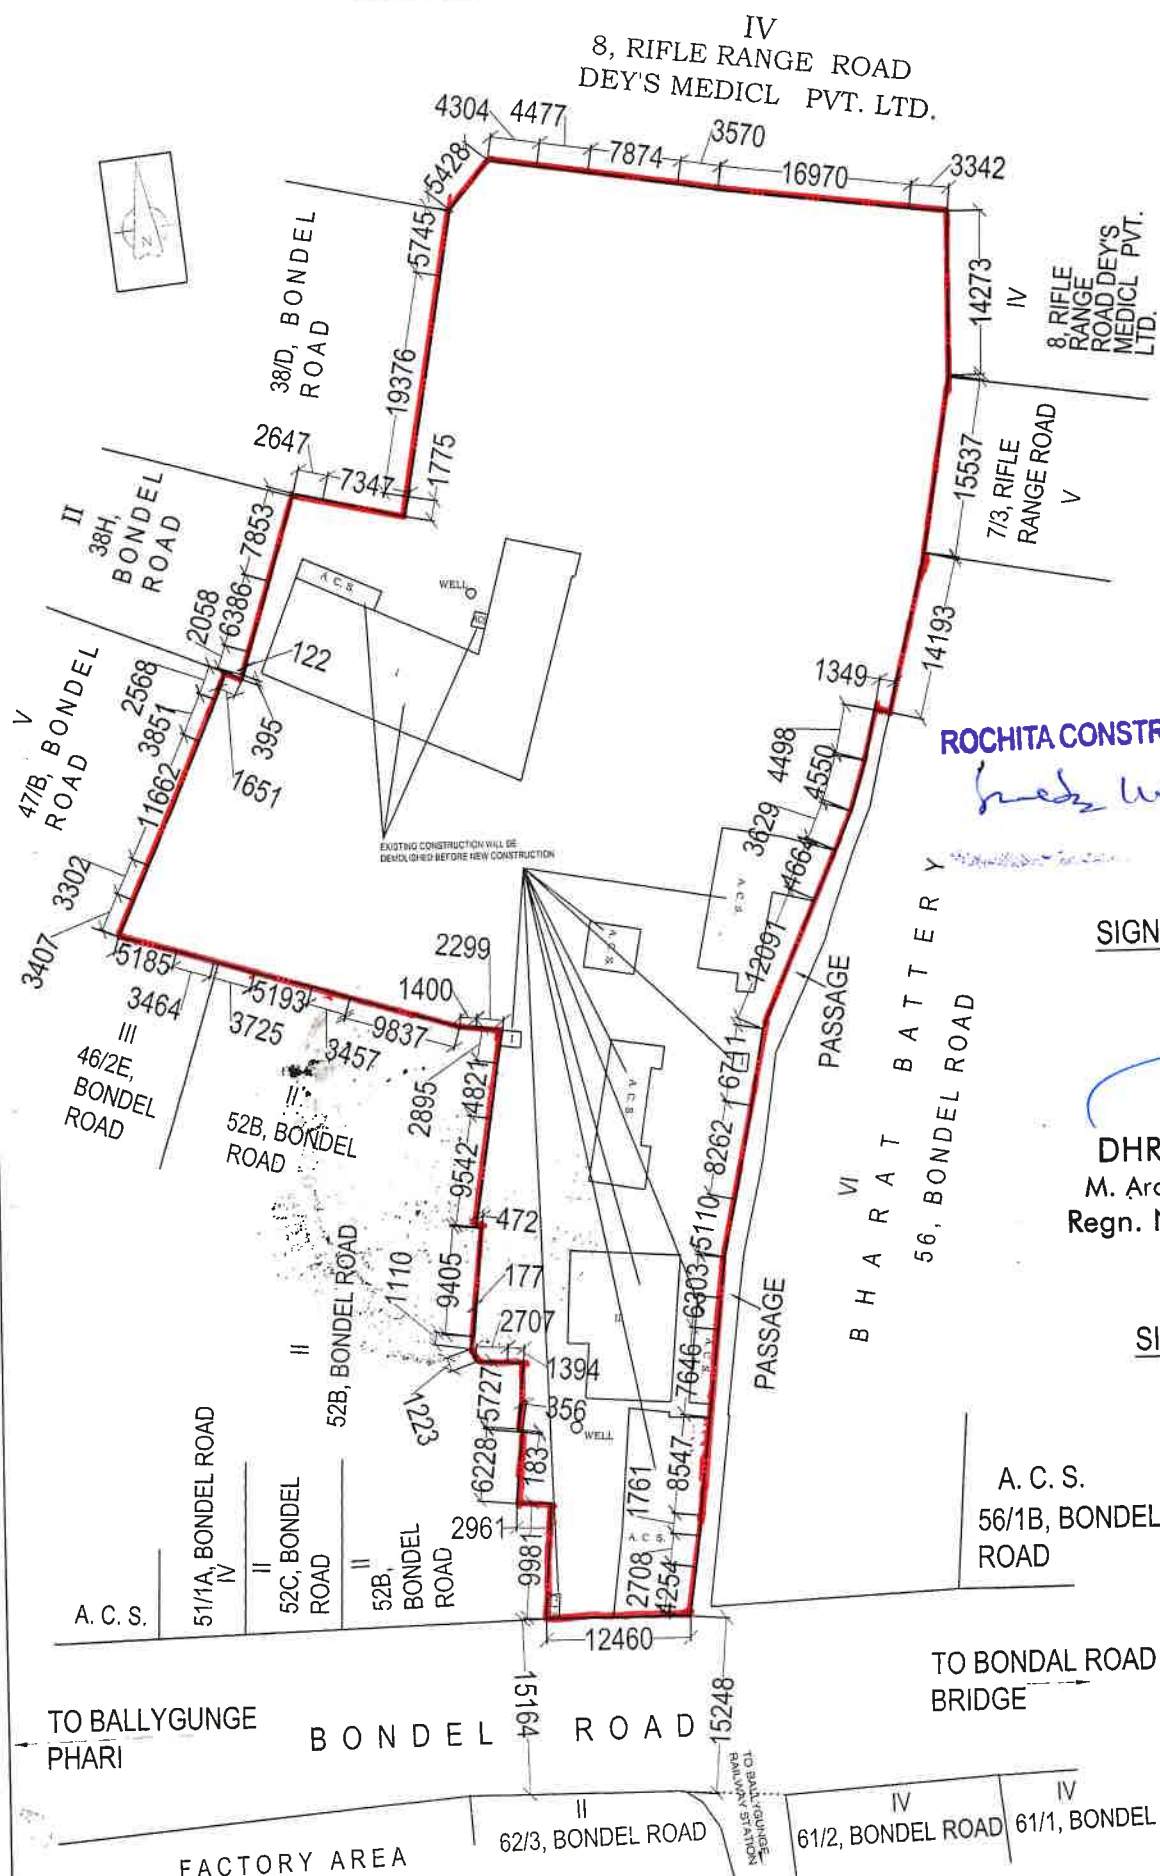 IV
8, RIFLE RANGE ROAD
DEY'S MEDICL PVT. LTD.
4304
4477
7874
3570
16970
3342
5428
5745
19376
1775
14273
IV
8, RIFLE
RANGE
ROAD DEY'S
MEDICL PVT.
LTD.
N
38/D, BONDEL
ROAD
2647
7347
15537
7/3, RIFLE
RANGE ROAD
V
II
38H,
BONDEL
ROAD
7853
6386
2058
122
395
1651
A. C. S.
WELL
I
14193
1349
V
47/B, BONDEL
ROAD
2568
3851
11662
3302
3407
4498
4550
3629
4664
12091
ROCHITA CONSTR
EXISTING CONSTRUCTION WILL BE
DEMOLISHED BEFORE NEW CONSTRUCTION
A. C. S.
A. C. S.
A. C. S.
SIGN
5185
3464
3725
5193
3457
9837
1400
2299
2895
4821
9542
472
9405
177
1110
2707
1394
1223
5727
356
6228
183
2961
9981
WELL
III
46/2E,
BONDEL
ROAD
II
52B, BONDEL
ROAD
II
52B, BONDEL ROAD
PASSAGE
VI
BHARAT BATTERY
56, BONDEL ROAD
DHR
M. Arc
Regn. N
6741
8262
5110
6303
7646
8547
1761
2708
4254
II
A. C. S.
A. C. S.
PASSAGE
SI
A. C. S.
51/1A, BONDEL ROAD
IV
II
52C, BONDEL
ROAD
II
52B,
BONDEL
ROAD
A. C. S.
56/1B, BONDEL
ROAD
12460
15164
15248
TO BONDAL ROAD
BRIDGE
TO BALLYGUNGE
PHARI
BONDEL ROAD
TO BALLYGUNGE
RAILWAY STATION
II
62/3, BONDEL ROAD
IV
61/2, BONDEL ROAD
IV
61/1, BONDEL
FACTORY AREA